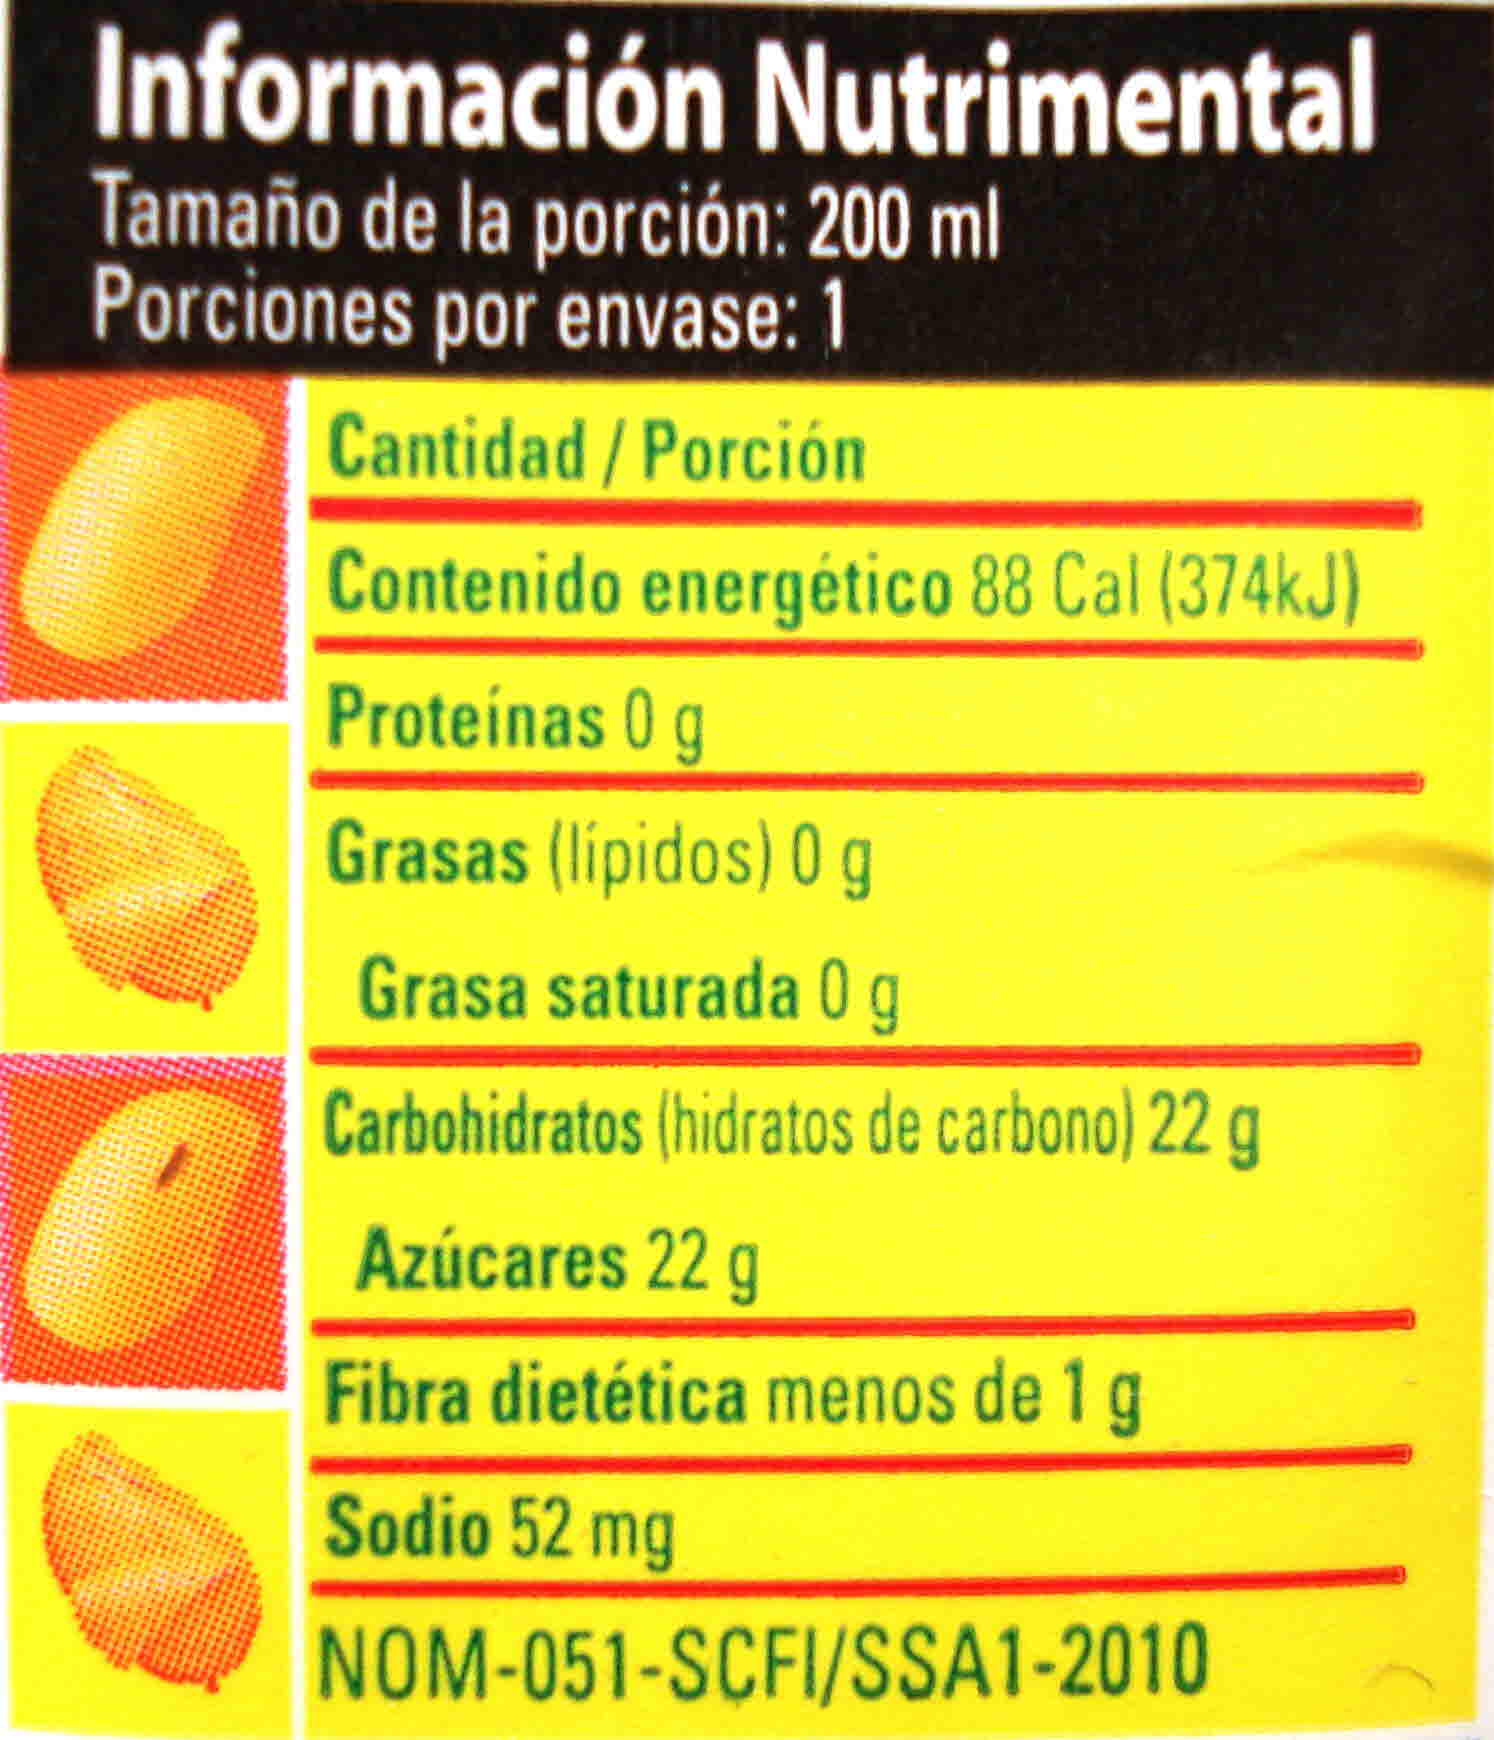 Información Nutrimental
Tamaño de la porción: 200 ml
Porciones por envase: 1
Cantidad / Porción
Contenido energético 88 Cal (374kJ)
Proteínas 0 g
Grasas (lípidos) 0 g
Grasa saturada 0 g
Carbohidratos (hidratos de carbono) 22 g
Azúcares 22 g
Fibra dietética menos de 1 g
Sodio 52 mg
NOM-051-SCFI/SSA1-2010